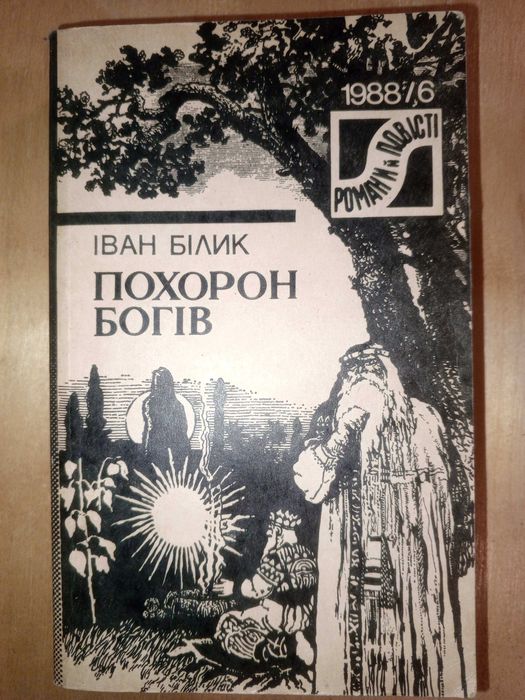 1988/6
РОМАНИ Й ПОВІСТІ
ІВАН БІЛИК
ПОХОРОН
БОГІВ